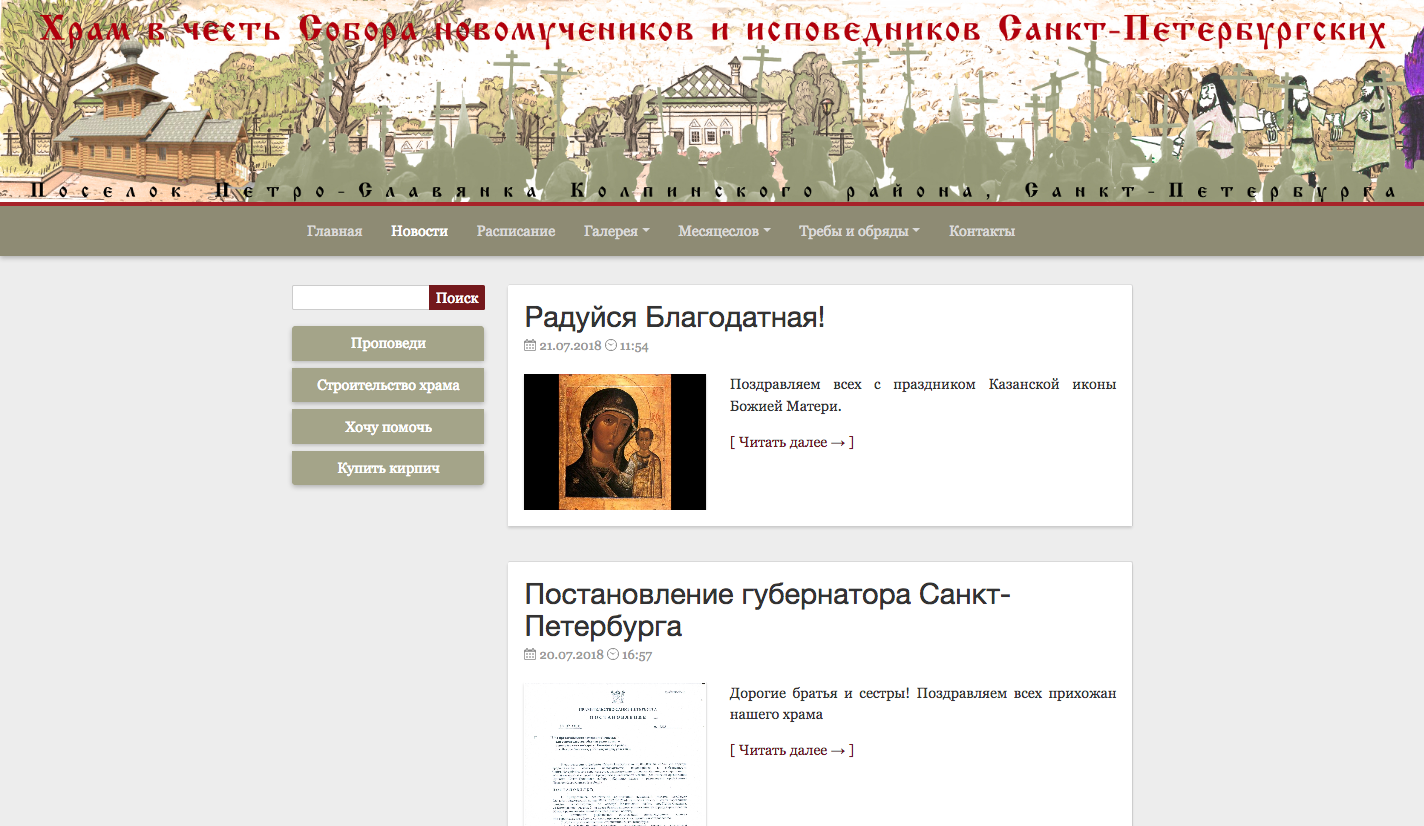 Храм в честь Собора новомучеников и исповедников Санкт-Петербургских
Поселок Петро-Славянка Колпинского района, Санкт-Петербурга
Главная Новости Расписание Галерея Месяцеслов Требы и обряды Контакты
Поиск
Проповеди
Строительство храма
Хочу помочь
Купить кирпич
Радуйся Благодатная!
21.07.2018 11:54
Поздравляем всех с праздником Казанской иконы
Божией Матери.
[ Читать далее → ]
Постановление губернатора Санкт-
Петербурга
20.07.2018 16:57
Дорогие братья и сестры! Поздравляем всех прихожан
нашего храма
[ Читать далее → ]
ПОСТАНОВЛЕНИЕ